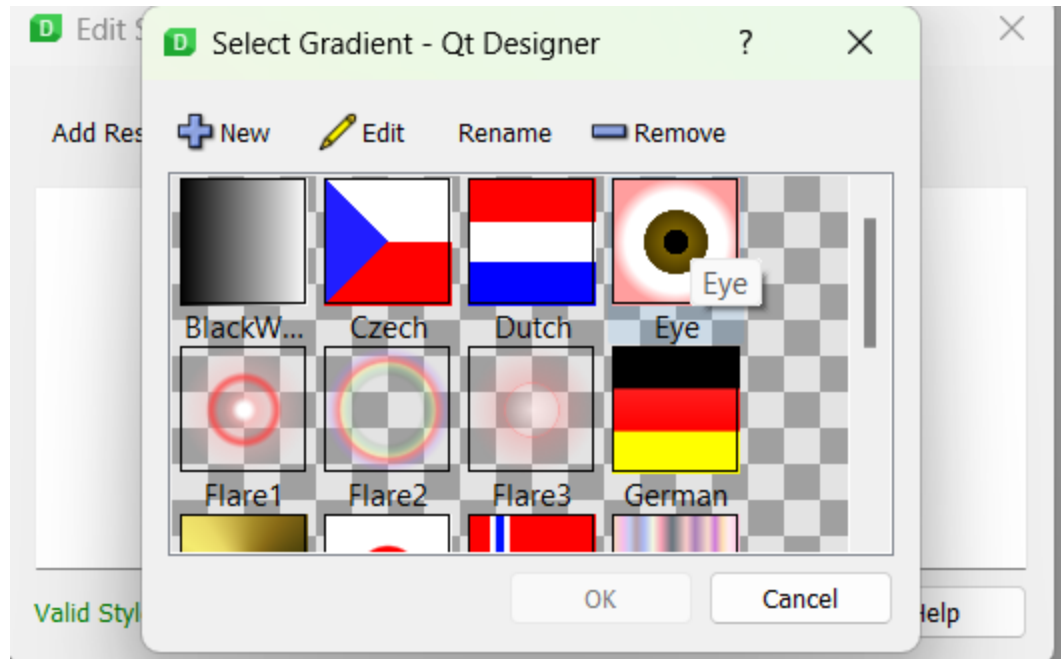 Edit S
Select Gradient - Qt Designer ?
Add Res
New Edit Rename Remove
BlackW... Czech Dutch Eye
Eye
Flare1 Flare2 Flare3 German
OK Cancel
Valid Styl
Help